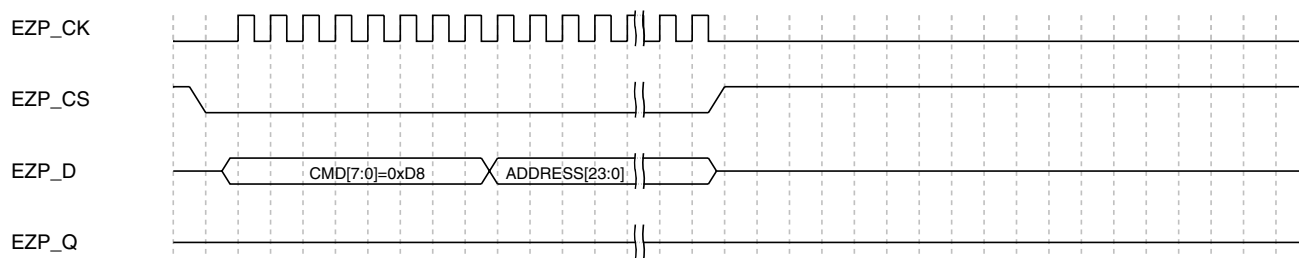 EZP_CK
EZP_CS
EZP_D CMD[7:0]=0xD8 ADDRESS[23:0]
EZP_Q